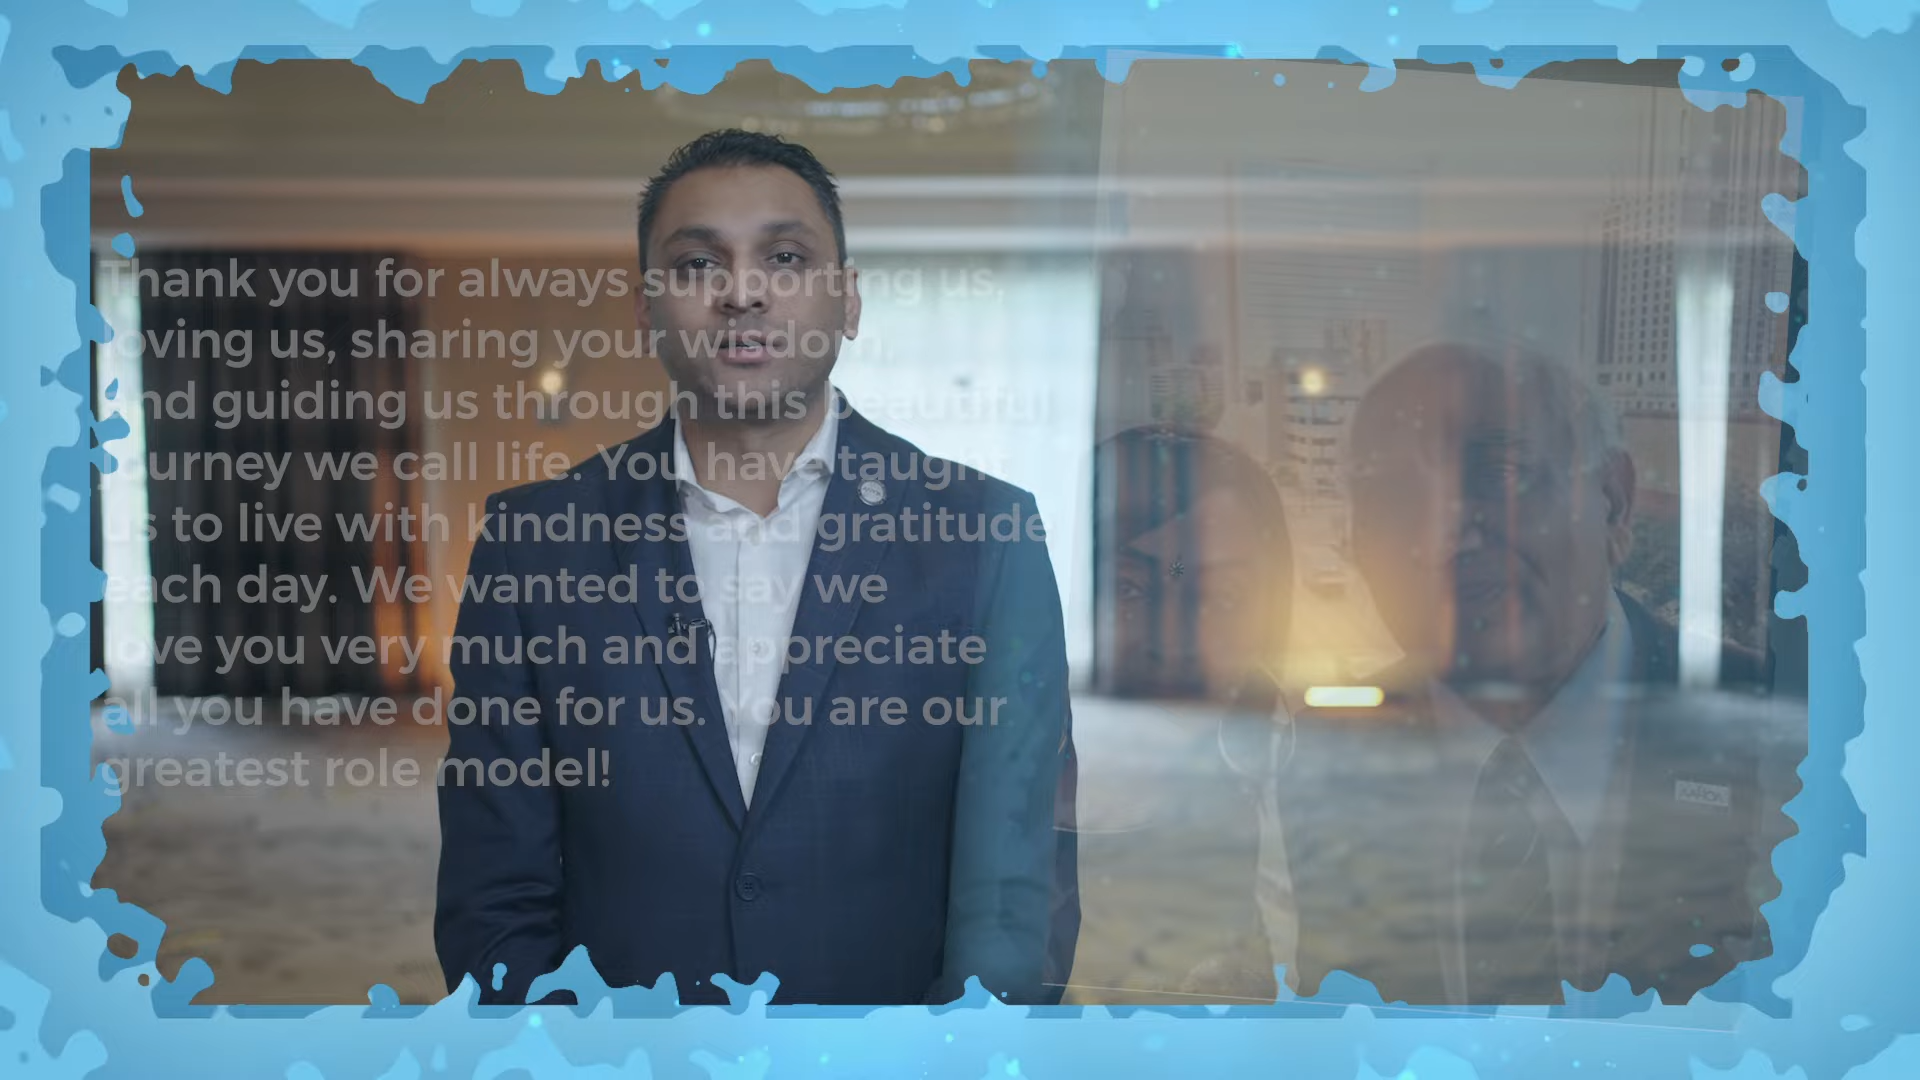 Thank you for always supporting us,
loving us, sharing your wisdom,
and guiding us through this beautiful
journey we call life. You have taught
us to live with kindness and gratitude
each day. We wanted to say we
love you very much and appreciate
all you have done for us. You are our
greatest role model!